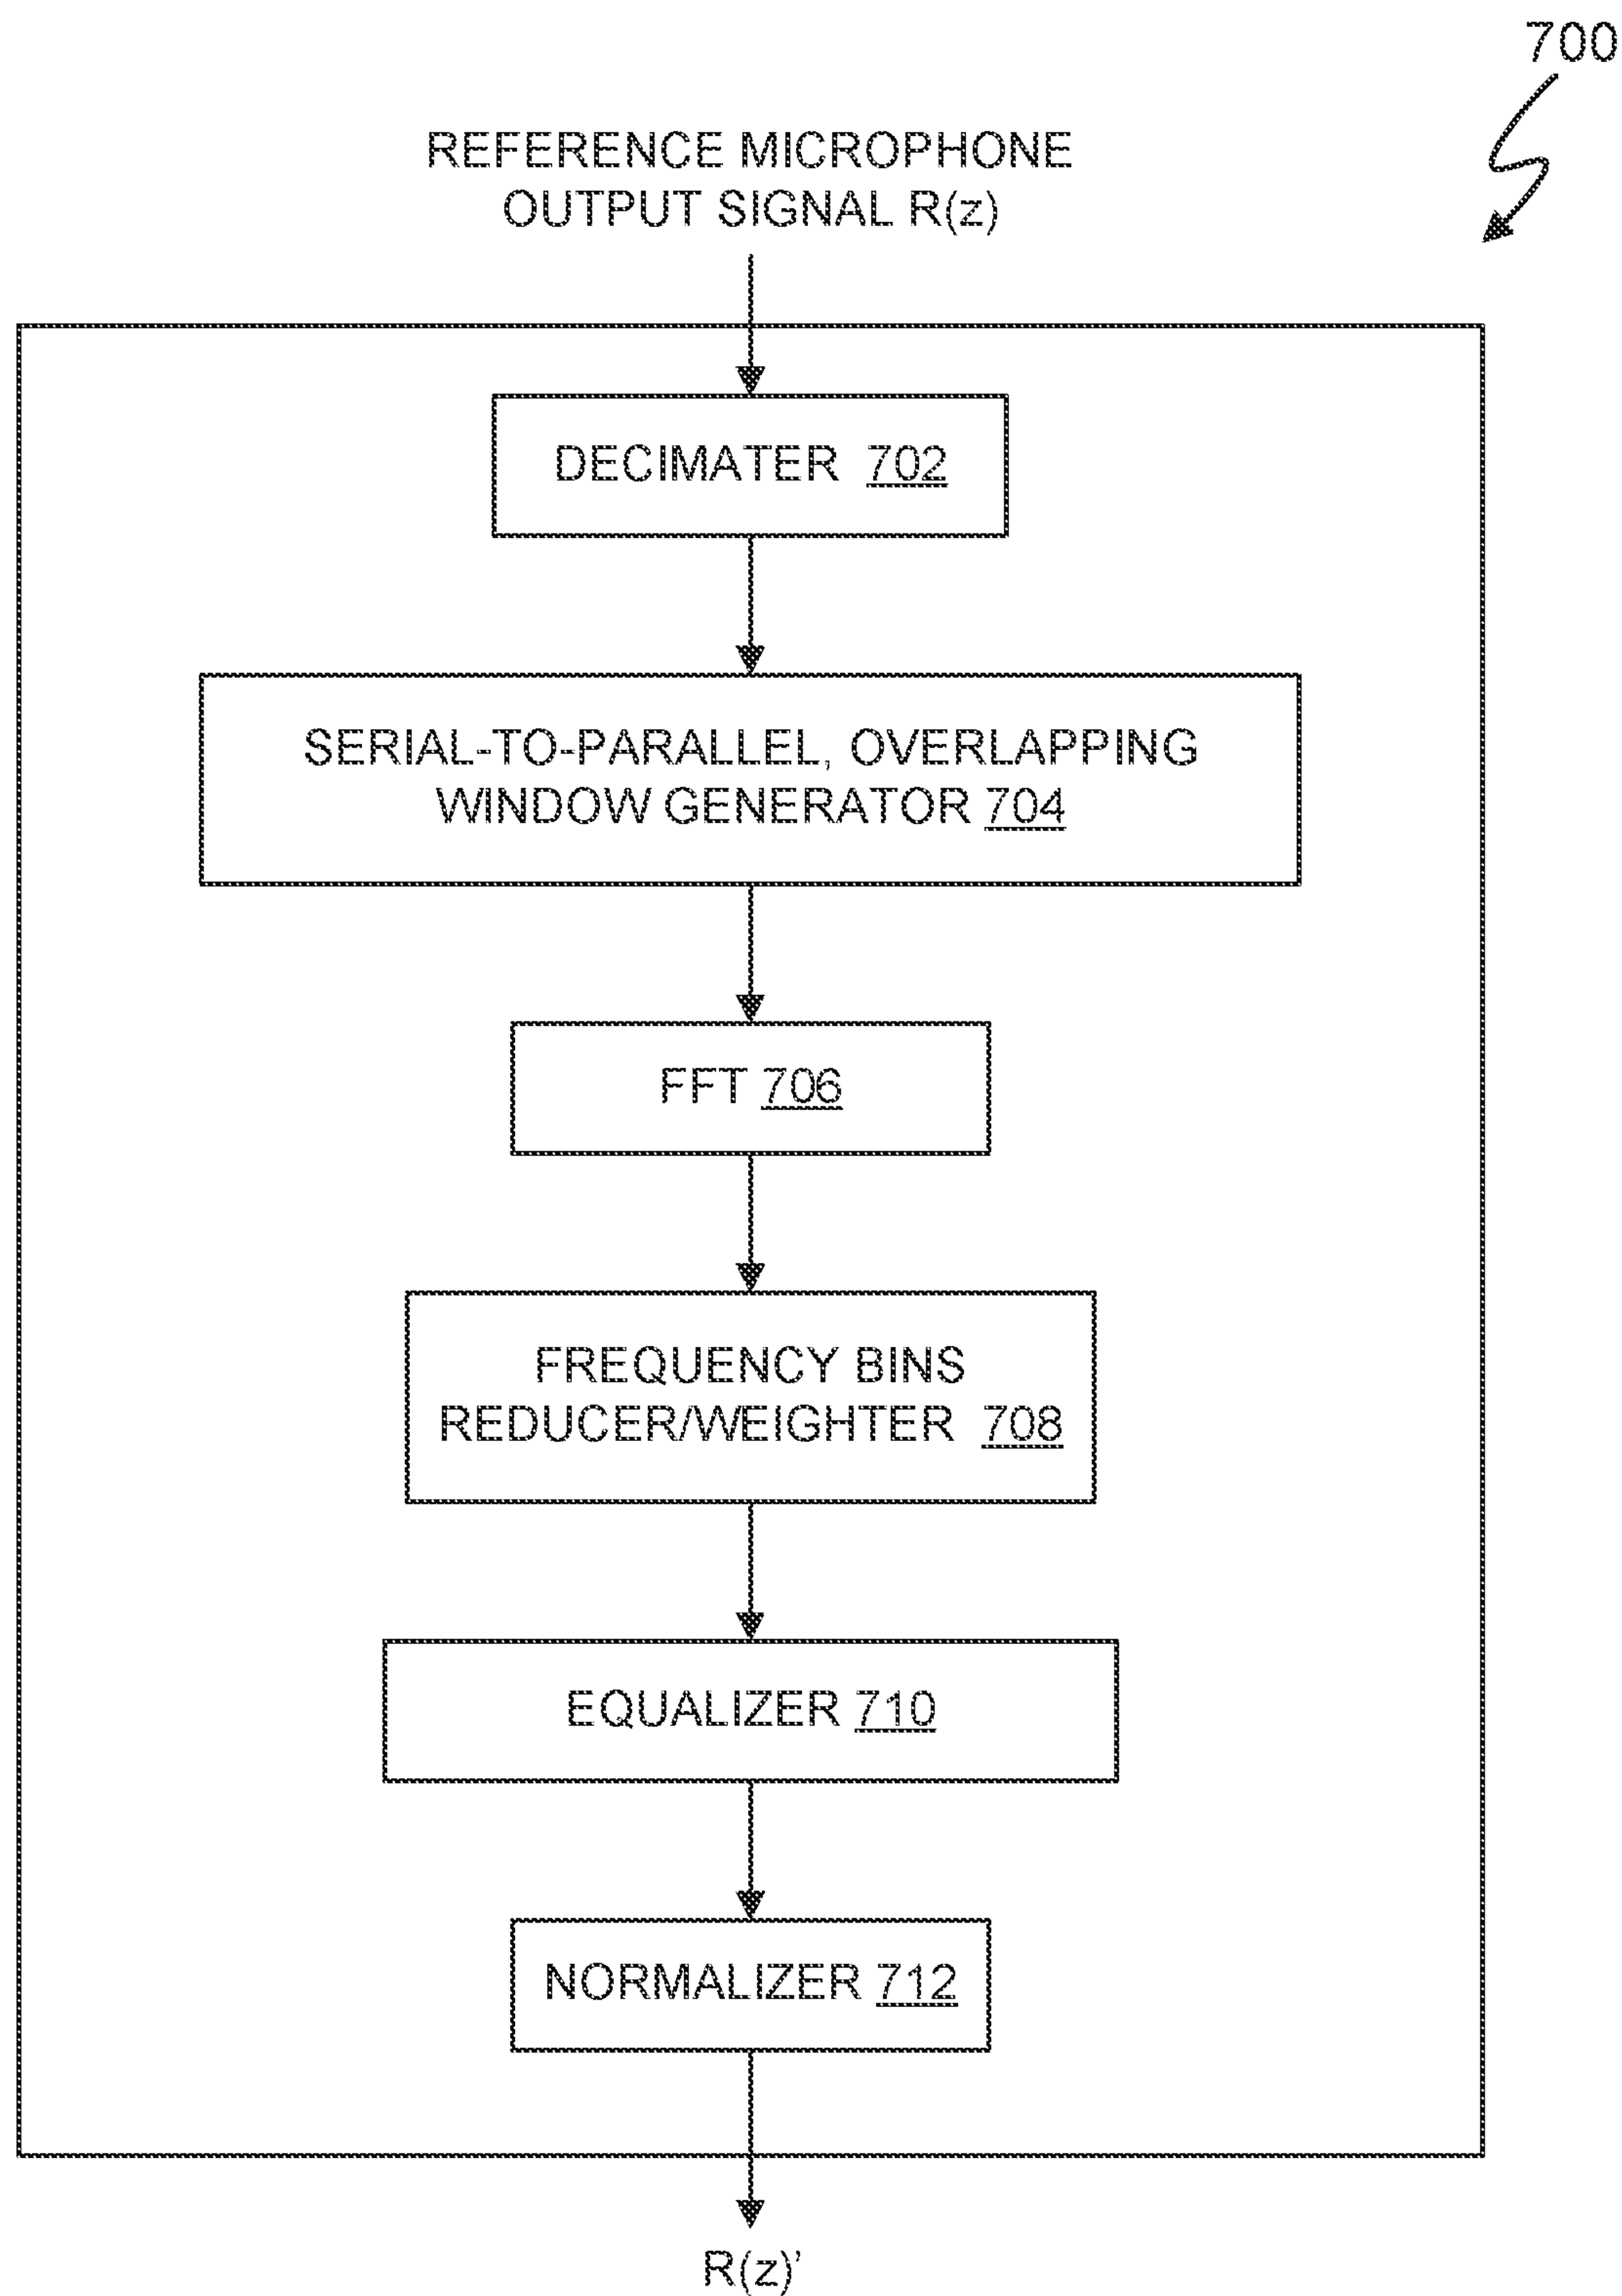 700
REFERENCE MICROPHONE
OUTPUT SIGNAL R(z)
DECIMATER 702
SERIAL-TO-PARALLEL, OVERLAPPING
WINDOW GENERATOR 704
FFT 706
FREQUENCY BINS
REDUCER/WEIGHTER 708
EQUALIZER 710
NORMALIZER 712
R(z)’